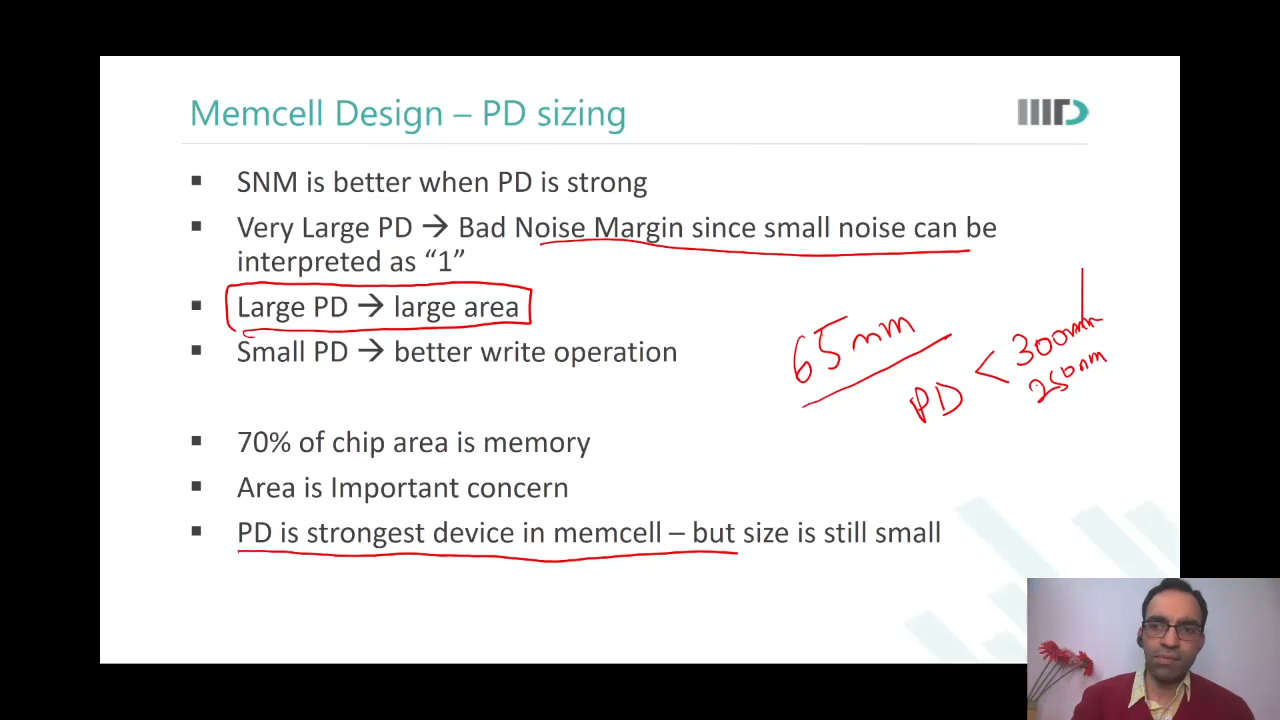 Memcell Design – PD sizing
IIITD
▪ SNM is better when PD is strong
▪ Very Large PD → Bad Noise Margin since small noise can be
interpreted as “1”
▪ Large PD → large area
▪ Small PD → better write operation
65nm
PD < 300nm
250nm
▪ 70% of chip area is memory
▪ Area is Important concern
▪ PD is strongest device in memcell – but size is still small